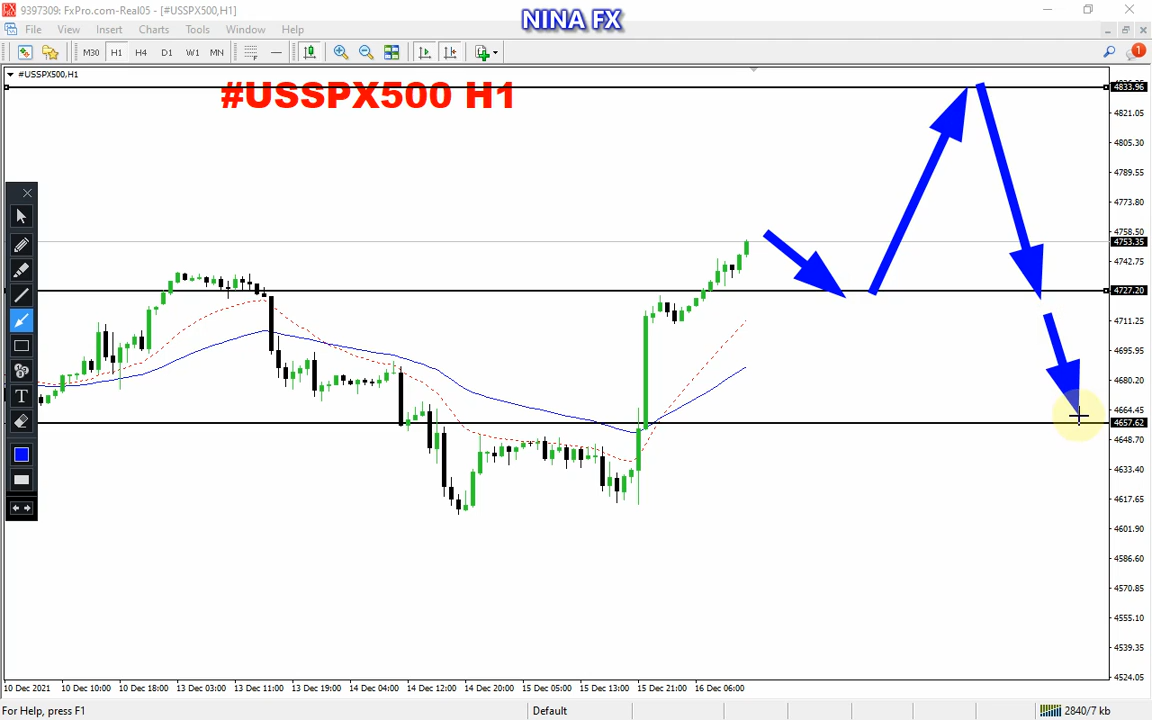 9397309: FxPro.com-Real05 - [#USSPX500,H1]
NINA FX
File View Insert Charts Tools Window Help
M30 H1 H4 D1 W1 MN
1
#USSPX500,H1
#USSPX500 H1
4833.96
4821.05
4805.30
4789.55
4773.80
4758.50
4753.35
4742.75
4727.20
4711.25
4695.95
4680.20
4664.45
4657.62
4648.70
4633.40
4617.65
4601.90
4586.60
4570.85
4555.10
4539.35
4524.05
T
10 Dec 2021 10 Dec 10:00 10 Dec 18:00 13 Dec 03:00 13 Dec 11:00 13 Dec 19:00 14 Dec 04:00 14 Dec 12:00 14 Dec 20:00 15 Dec 05:00 15 Dec 13:00 15 Dec 21:00 16 Dec 06:00
For Help, press F1 Default 2840/7 kb